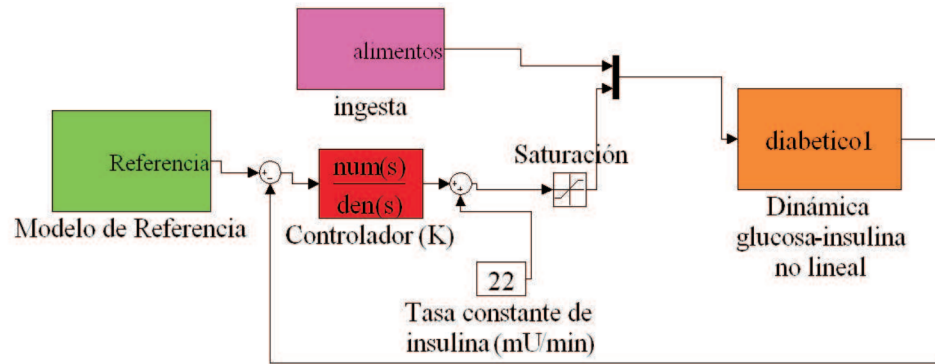 alimentos
ingesta
Referencia
Modelo de Referencia
+
-
num(s)
den(s)
Controlador (K)
+
+
Saturación
22
Tasa constante de
insulina (mU/min)
diabetico1
Dinámica
glucosa-insulina
no lineal